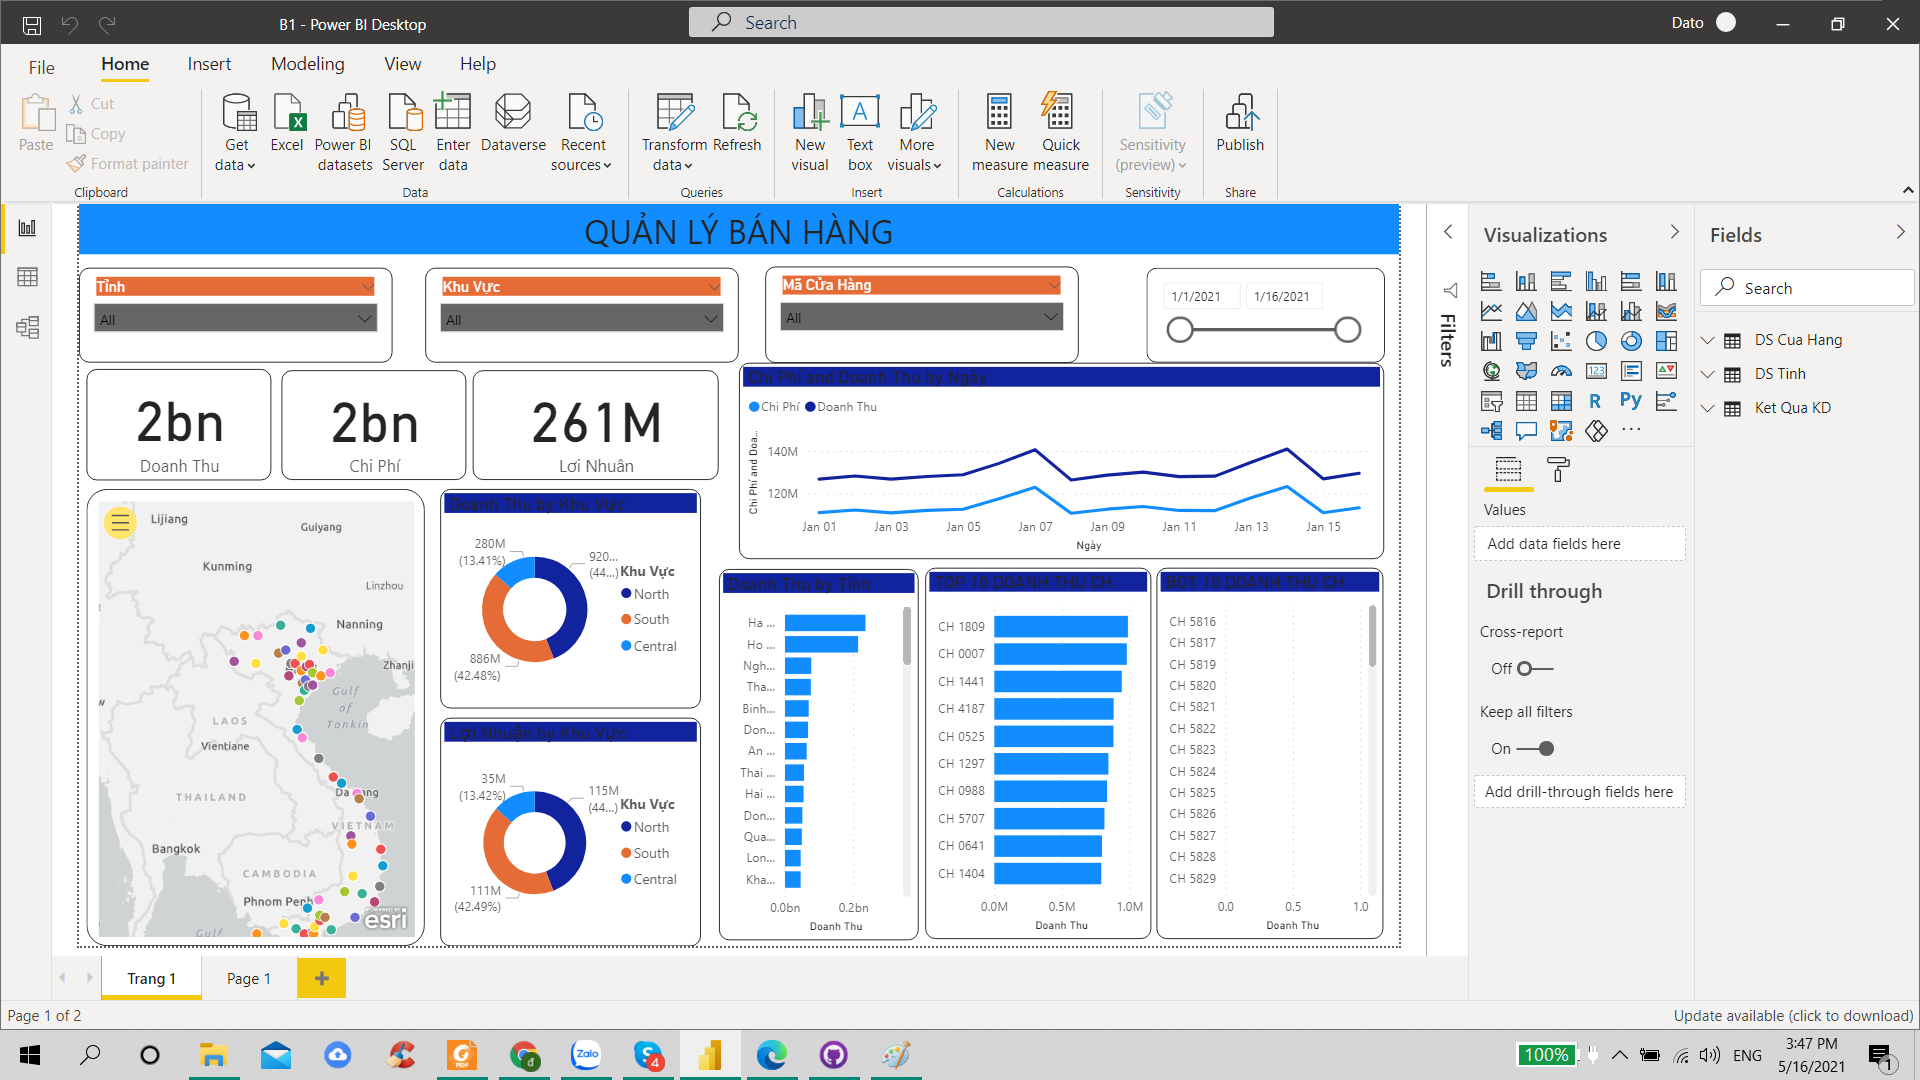 B1 - Power BI Desktop
Search
Dato
File
Home
Insert
Modeling
View
Help
Paste
Cut
Copy
Format painter
Clipboard
Get data
Excel
Power BI datasets
SQL Server
Enter data
Dataverse
Recent sources
Data
Transform data
Refresh
Queries
New visual
Text box
More visuals
Insert
New measure
Quick measure
Calculations
Sensitivity (preview)
Sensitivity
Publish
Share
QUẢN LÝ BÁN HÀNG
Tỉnh
All
Khu Vực
All
Mã Cửa Hàng
All
1/1/2021
1/16/2021
2bn
Doanh Thu
2bn
Chi Phí
261M
Lơi Nhuân
Chi Phí and Doanh Thu by Ngày
Chi Phí
Doanh Thu
Chi Phí and Doa...
140M
120M
Jan 01
Jan 03
Jan 05
Jan 07
Jan 09
Jan 11
Jan 13
Jan 15
Ngày
Lijiang
Guiyang
Kunming
Linzhou
Nanning
Zhanji
Gulf of Tonkin
LAOS
Vientiane
THAILAND
Da Nang
VIETNAM
Bangkok
CAMBODIA
Phnom Penh
Gulf
POWERED BY
esri
Doanh Thu by Khu Vực
280M
(13.41%)
920...
(44...)
886M
(42.48%)
Khu Vực
North
South
Central
Lợi Nhuận by Khu Vực
35M
(13.42%)
115M
(44...)
111M
(42.49%)
Khu Vực
North
South
Central
Doanh Thu by Tỉnh
Ha ...
Ho ...
Ngh...
Tha...
Binh...
Don...
An ...
Thai ...
Hai ...
Don...
Qua...
Lon...
Kha...
0.0bn
0.2bn
Doanh Thu
TOP 10 DOANH THU CH
CH 1809
CH 0007
CH 1441
CH 4187
CH 0525
CH 1297
CH 0988
CH 5707
CH 0641
CH 1404
0.0M
0.5M
1.0M
Doanh Thu
BOT 10 DOANH THU CH
CH 5816
CH 5817
CH 5819
CH 5820
CH 5821
CH 5822
CH 5823
CH 5824
CH 5825
CH 5826
CH 5827
CH 5828
CH 5829
0.0
0.5
1.0
Doanh Thu
Filters
Visualizations
123
R
Py
Values
Add data fields here
Drill through
Cross-report
Off
Keep all filters
On
Add drill-through fields here
Fields
Search
DS Cua Hang
DS Tinh
Ket Qua KD
Trang 1
Page 1
Page 1 of 2
Update available (click to download)
PDF
d
Zalo
4
100%
ENG
3:47 PM
5/16/2021
1